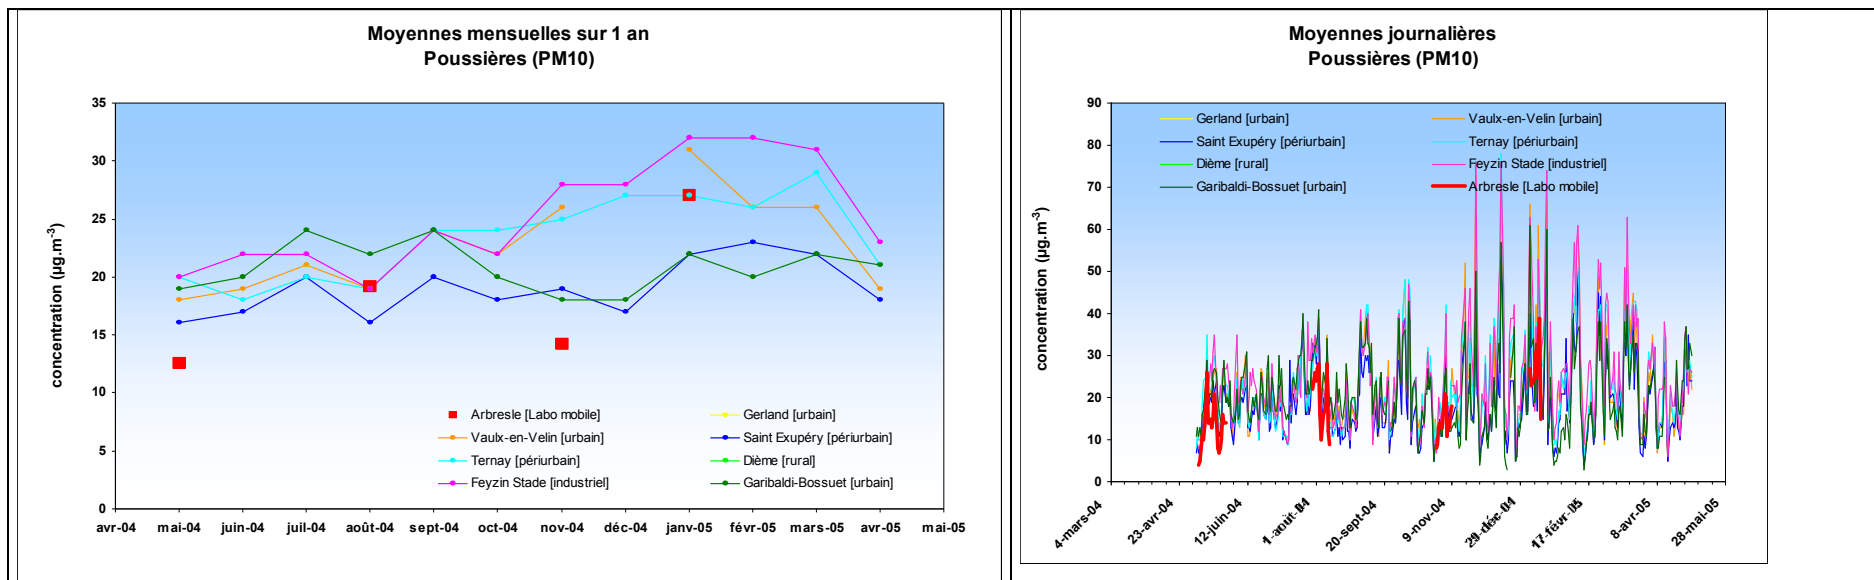 Moyennes mensuelles sur 1 an
Poussières (PM10)
concentration (µg.m⁻³)
35
30
25
20
15
10
5
0
Arbresle [Labo mobile]
Gerland [urbain]
Vaulx-en-Velin [urbain]
Saint Exupéry [périurbain]
Ternay [périurbain]
Dième [rural]
Feyzin Stade [industriel]
Garibaldi-Bossuet [urbain]
avr-04 mai-04 juin-04 juil-04 août-04 sept-04 oct-04 nov-04 déc-04 janv-05 févr-05 mars-05 avr-05 mai-05
Moyennes journalières
Poussières (PM10)
concentration (µg.m⁻³)
90
80
70
60
50
40
30
20
10
0
Gerland [urbain]
Vaulx-en-Velin [urbain]
Saint Exupéry [périurbain]
Ternay [périurbain]
Dième [rural]
Feyzin Stade [industriel]
Garibaldi-Bossuet [urbain]
Arbresle [Labo mobile]
4-mars-04
23-avr-04
12-juin-04
1-août-04
20-sept-04
9-nov-04
29-déc-04
17-févr-05
8-avr-05
28-mai-05